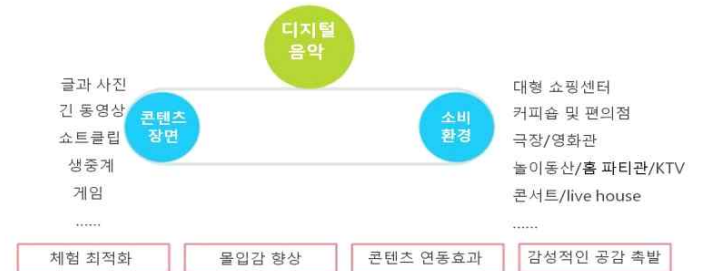 디지털
음악
글과 사진
긴 동영상
쇼트클립
생중계
게임
......
콘텐츠
장면
소비
환경
대형 쇼핑센터
커피숍 및 편의점
극장/영화관
놀이동산/홈 파티관/KTV
콘서트/live house
......
체험 최적화
몰입감 향상
콘텐츠 연동효과
감성적인 공감 촉발